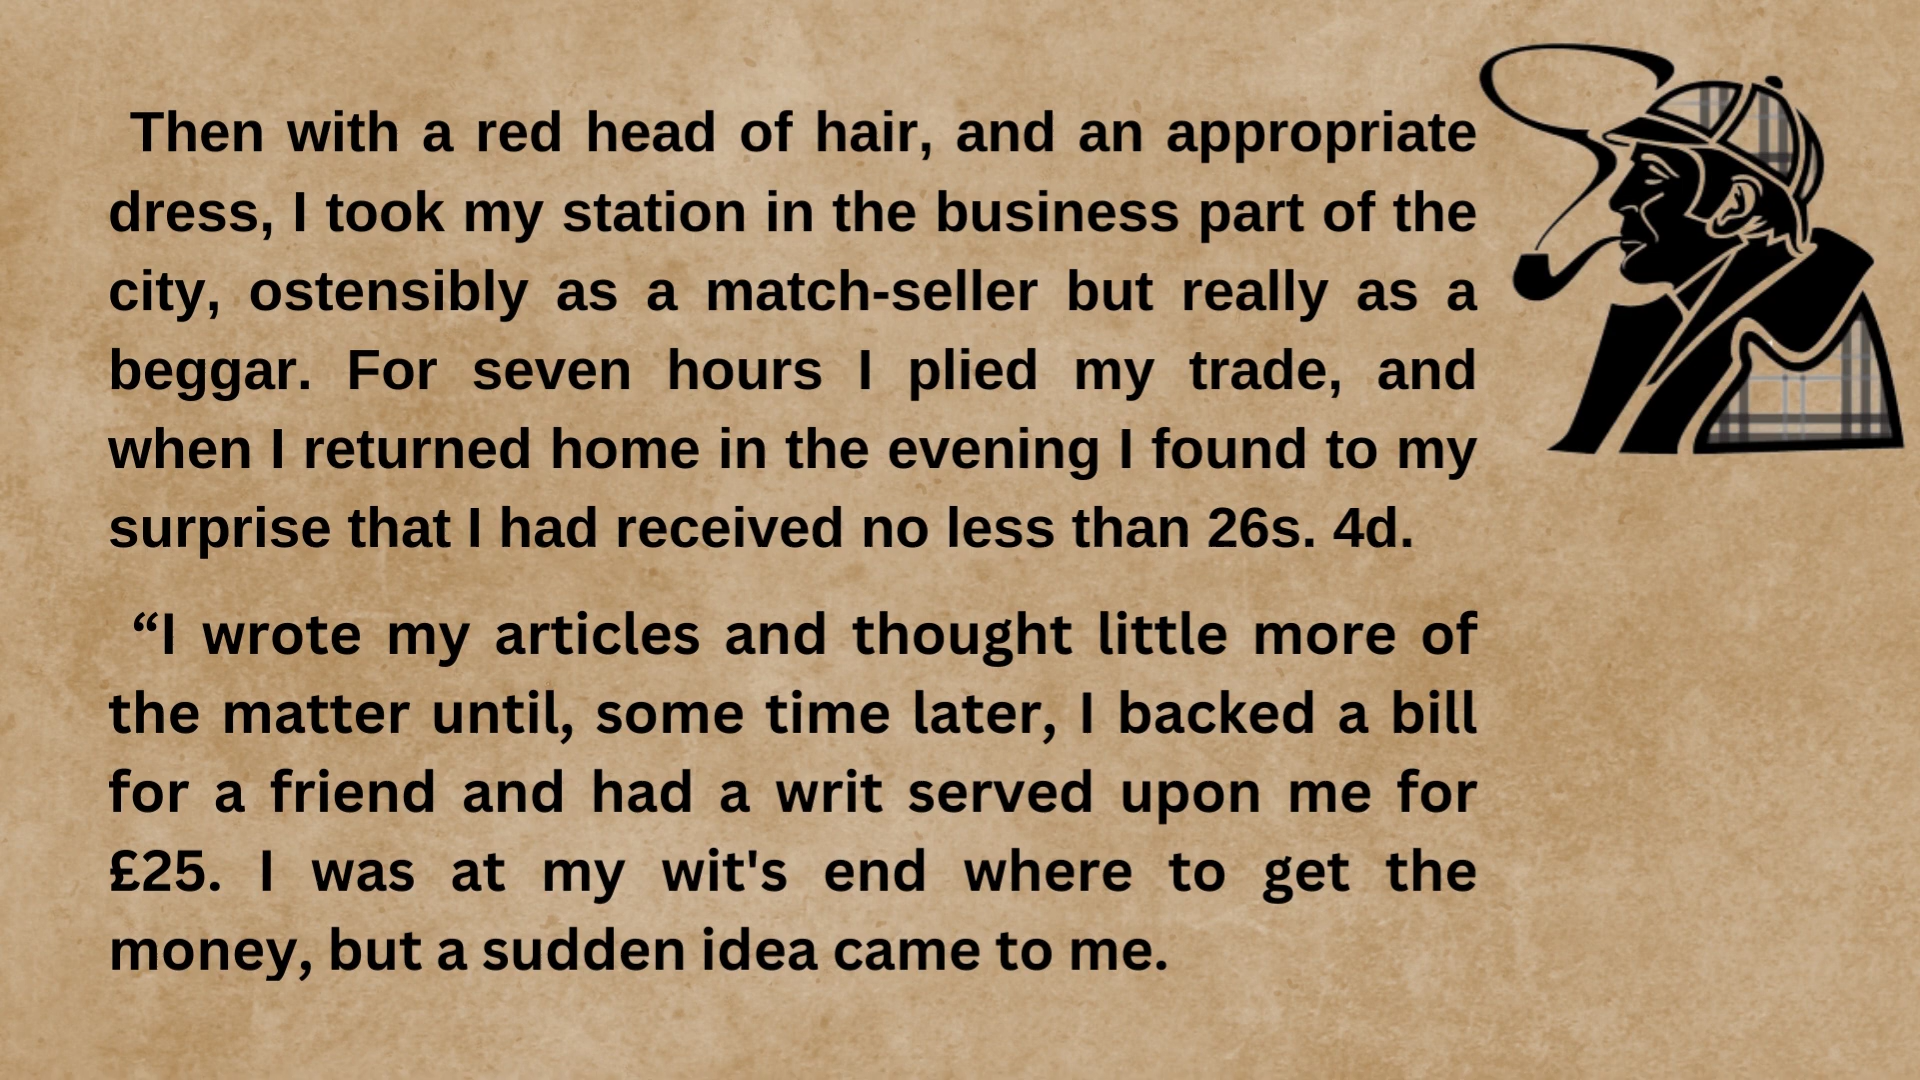 Then with a red head of hair, and an appropriate
dress, I took my station in the business part of the
city, ostensibly as a match-seller but really as a
beggar. For seven hours I plied my trade, and
when I returned home in the evening I found to my
surprise that I had received no less than 26s. 4d.
“I wrote my articles and thought little more of
the matter until, some time later, I backed a bill
for a friend and had a writ served upon me for
£25. I was at my wit's end where to get the
money, but a sudden idea came to me.